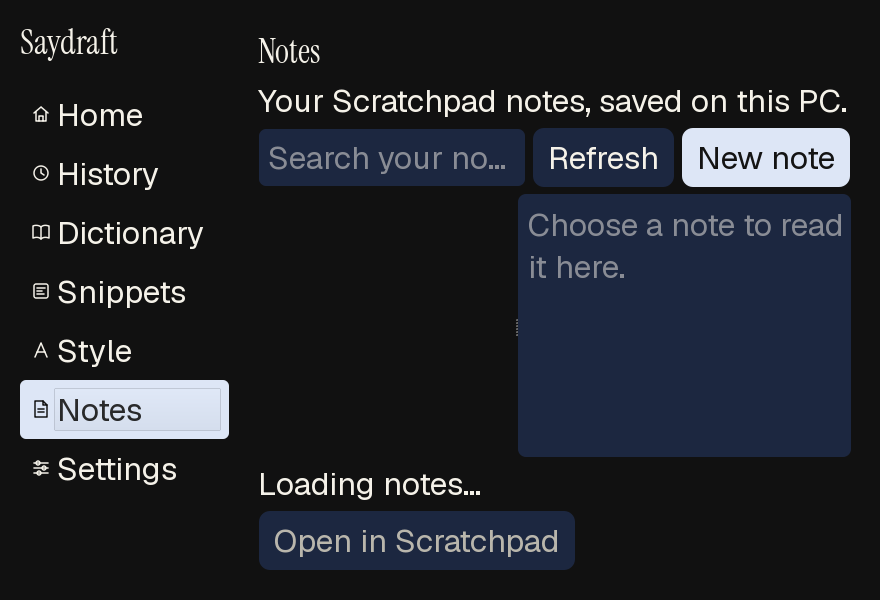 Saydraft
Home
History
Dictionary
Snippets
Style
Notes
Settings
Notes
Your Scratchpad notes, saved on this PC.
Search your no...
Refresh
New note
Choose a note to read
it here.
Loading notes...
Open in Scratchpad